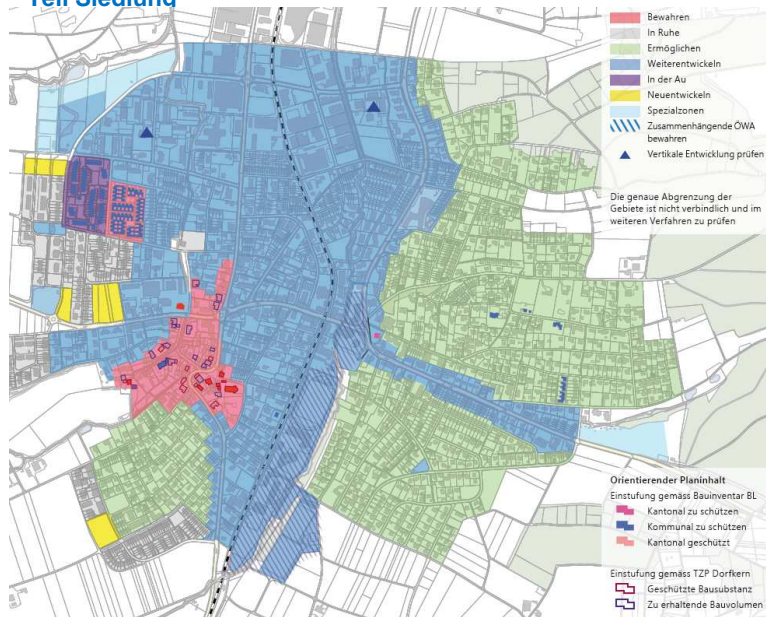 Teil Siedlung
Bewahren
In Ruhe
Ermöglichen
Weiterentwickeln
In der Au
Neuentwickeln
Spezialzonen
Zusammenhängende ÖWA
bewahren
Vertikale Entwicklung prüfen
Die genaue Abgrenzung der
Gebiete ist nicht verbindlich und im
weiteren Verfahren zu prüfen
Orientierender Planinhalt
Einstufung gemäss Bauinventar BL
Kantonal zu schützen
Kommunal zu schützen
Kantonal geschützt
Einstufung gemäss TZP Dorfkern
Geschützte Bausubstanz
Zu erhaltende Bauvolumen